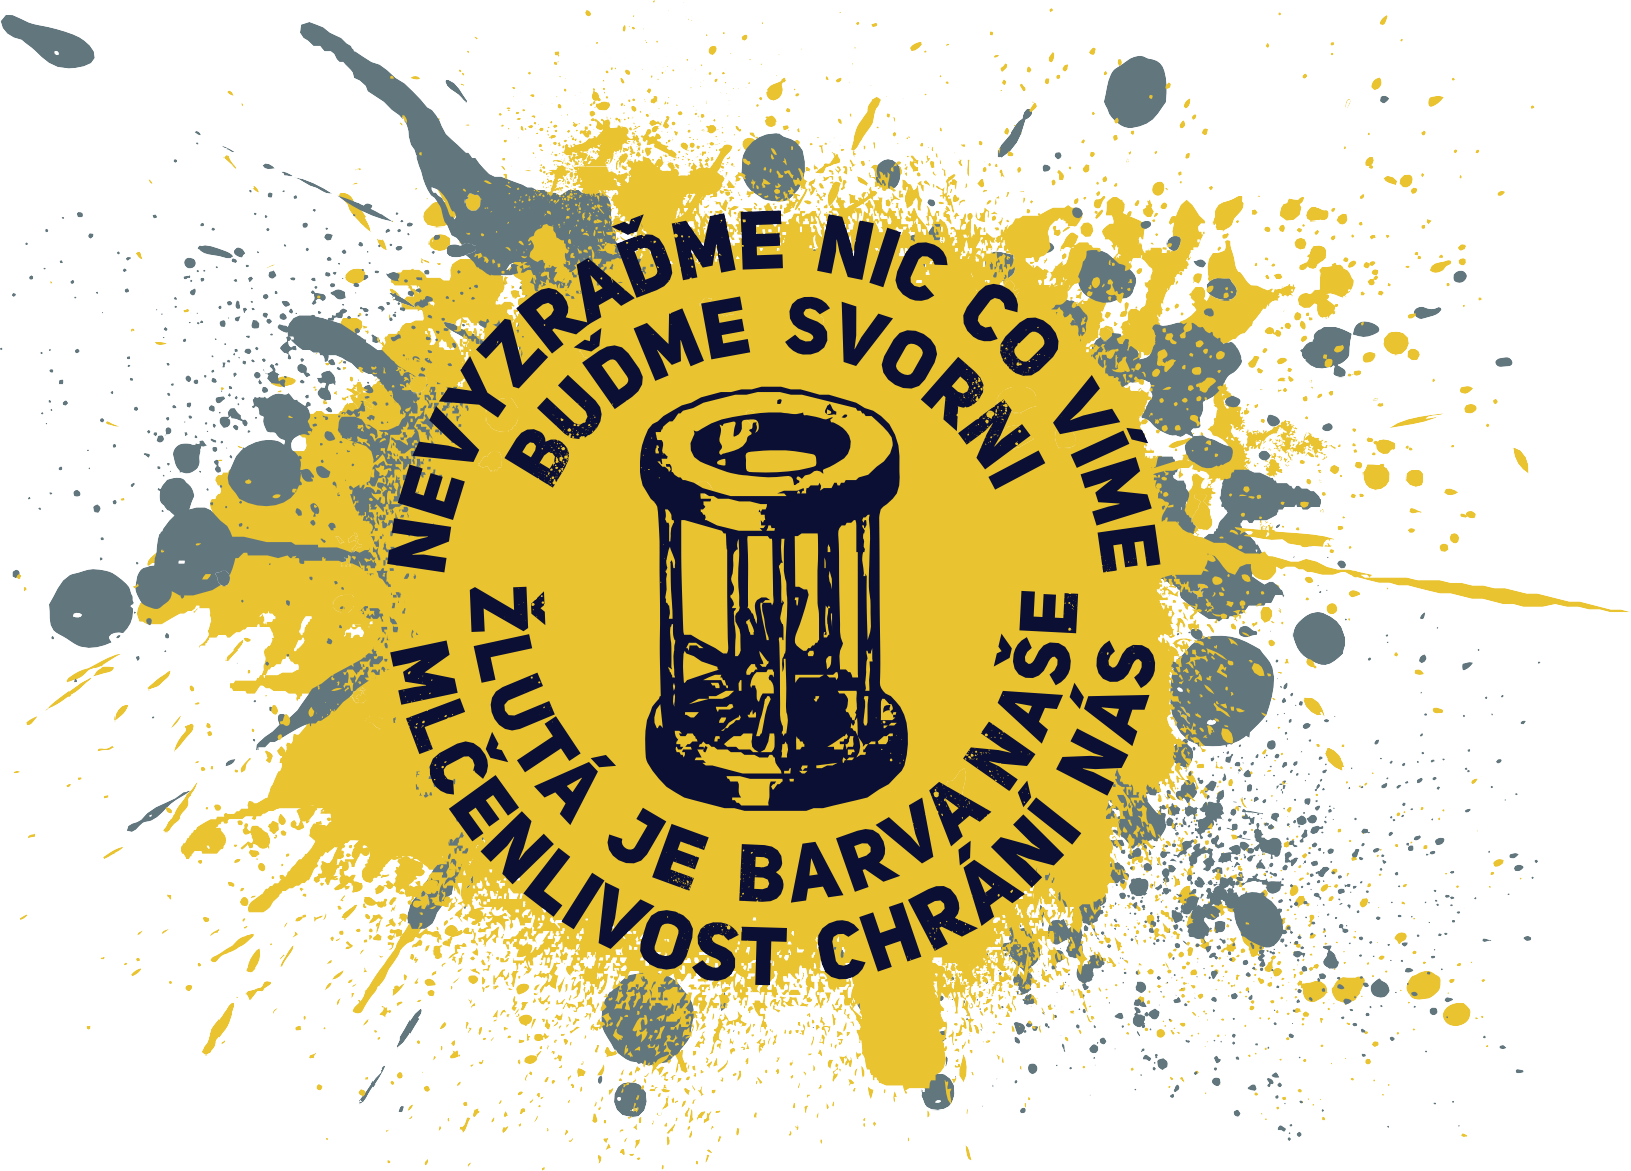 NEVYZRAĎME NIC CO VÍME
BUĎME SVORNI
ŽLUTÁ JE BARVA NAŠE
MLČENLIVOST CHRÁNÍ NÁS